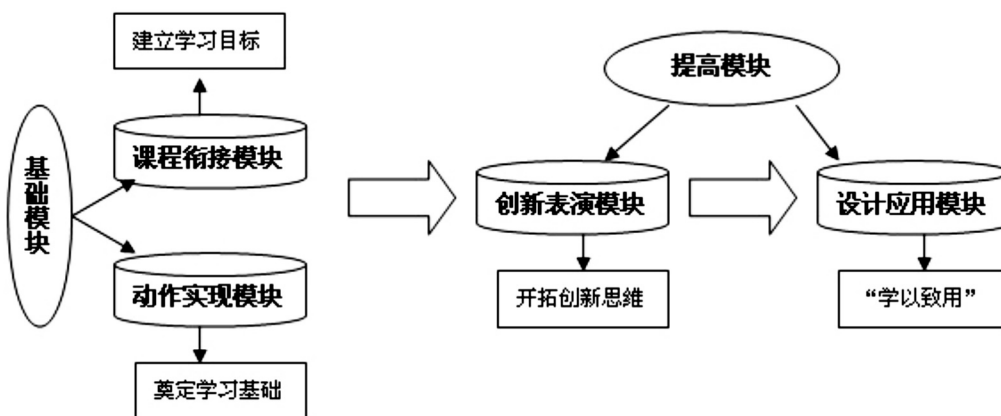 建立学习目标
提高模块
课程衔接模块
基础模块
创新表演模块
设计应用模块
动作实现模块
开拓创新思维
“学以致用”
奠定学习基础